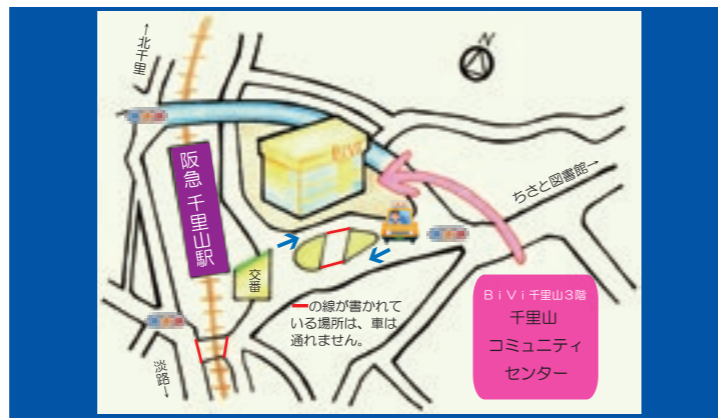 ←北千里
N
BiVi
阪急 千里山駅
ちさと図書館→
交番
ーの線が書かれて
いる場所は、車は
通れません。
BiVi千里山3階
千里山
コミュニティ
センター
淡路→